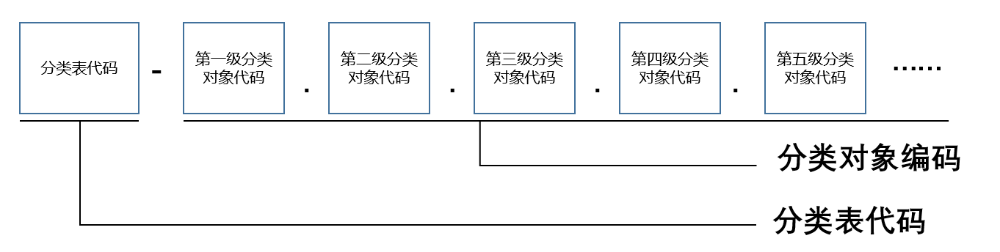 分类表代码 - 第一级分类 . 第二级分类 . 第三级分类 . 第四级分类 . 第五级分类 ……
对象代码 对象代码 对象代码 对象代码 对象代码
分类对象编码
分类表代码